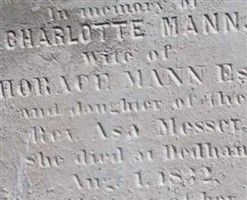 In memory of
CHARLOTTE MANN
wife of
HORACE MANN Es
and daughter of the
Rev. Asa Messer
she died at Dedham
Aug. 1. 1832.